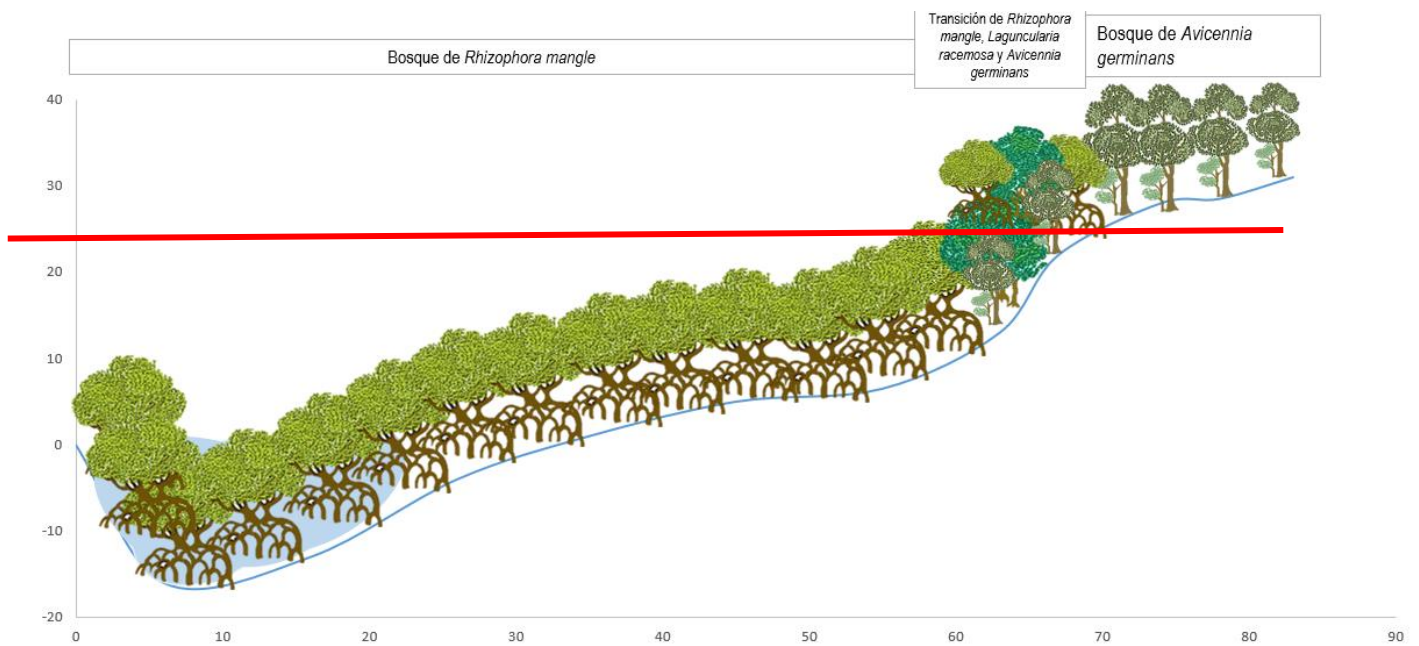 Bosque de Rhizophora mangle
Transición de Rhizophora
mangle, Laguncularia
racemosa y Avicennia
germinans
Bosque de Avicennia
germinans
40
30
20
10
0
-10
-20
0 10 20 30 40 50 60 70 80 90